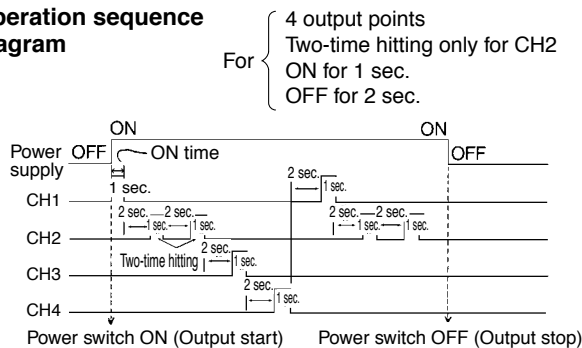 peration sequence
agram
For
4 output points
Two-time hitting only for CH2
ON for 1 sec.
OFF for 2 sec.
ON
ON
Power supply
OFF
ON time
OFF
1 sec.
2 sec.
1 sec.
CH1
2 sec.
2 sec.
2 sec.
2 sec.
1 sec.
1 sec.
1 sec.
1 sec.
CH2
Two-time hitting
2 sec.
1 sec.
CH3
2 sec.
1 sec.
CH4
Power switch ON (Output start)
Power switch OFF (Output stop)